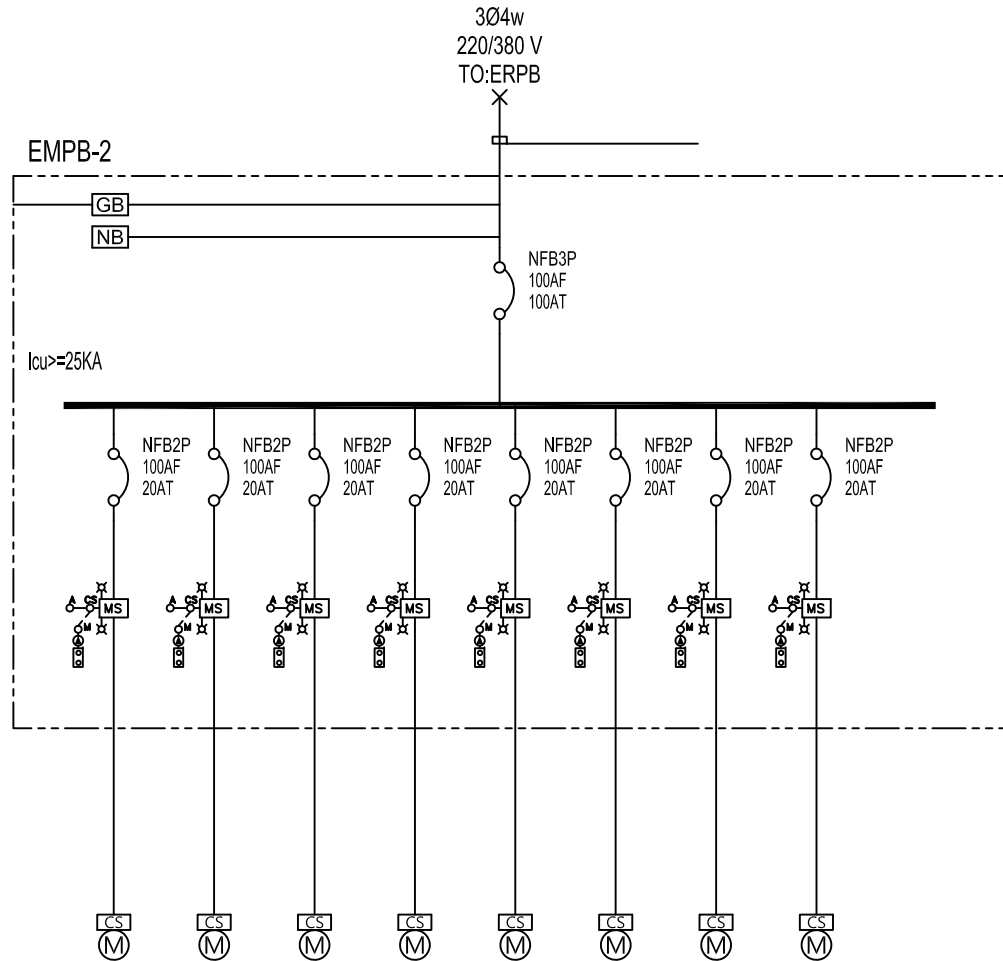 3Ø4w
220/380 V
TO:ERPB
EMPB-2
GB
NB
NFB3P
100AF
100AT
Icu>=25KA
NFB2P NFB2P NFB2P NFB2P NFB2P NFB2P NFB2P NFB2P
100AF 100AF 100AF 100AF 100AF 100AF 100AF 100AF
20AT 20AT 20AT 20AT 20AT 20AT 20AT 20AT
A CS MS A CS MS A CS MS A CS MS A CS MS A CS MS A CS MS A CS MS
M M M M M M M M
A A A A A A A A
CS CS CS CS CS CS CS CS
M M M M M M M M